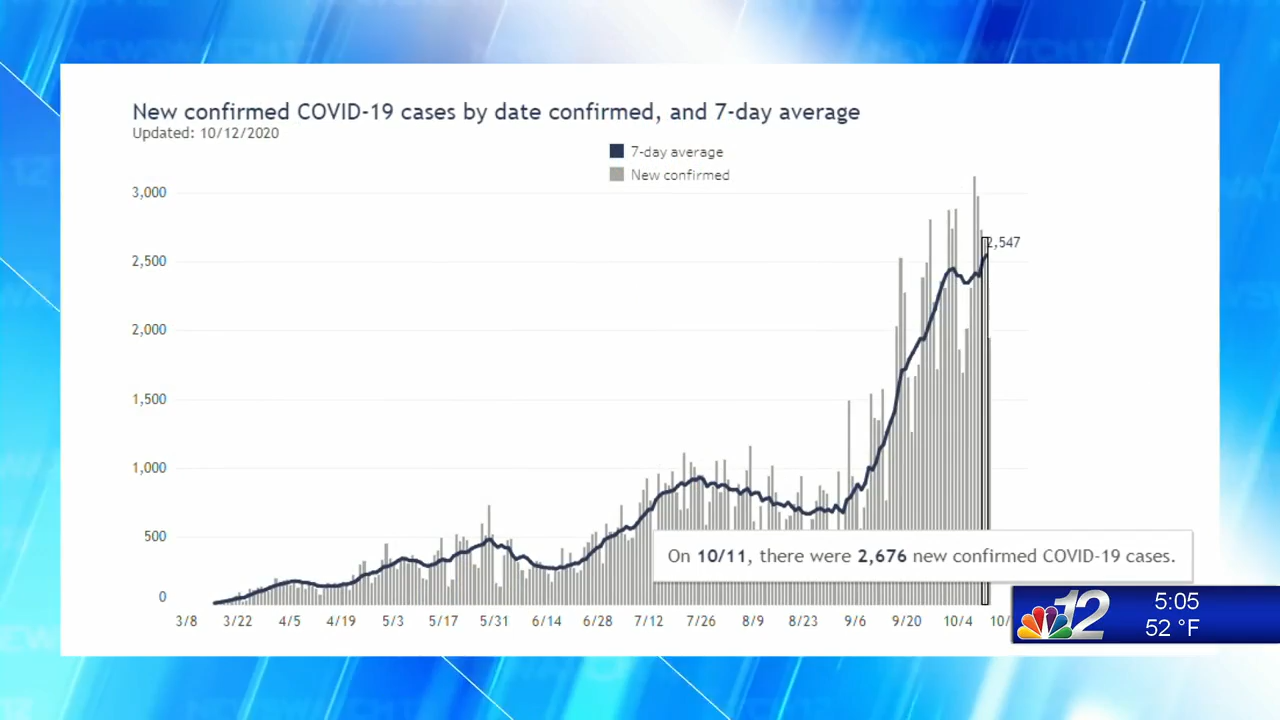 New confirmed COVID-19 cases by date confirmed, and 7-day average
Updated: 10/12/2020
7-day average
New confirmed
3,000
2,500
2,000
1,500
1,000
500
0
2,547
On 10/11, there were 2,676 new confirmed COVID-19 cases.
3/8 3/22 4/5 4/19 5/3 5/17 5/31 6/14 6/28 7/12 7/26 8/9 8/23 9/6 9/20 10/4 10/
12
5:05
52 °F